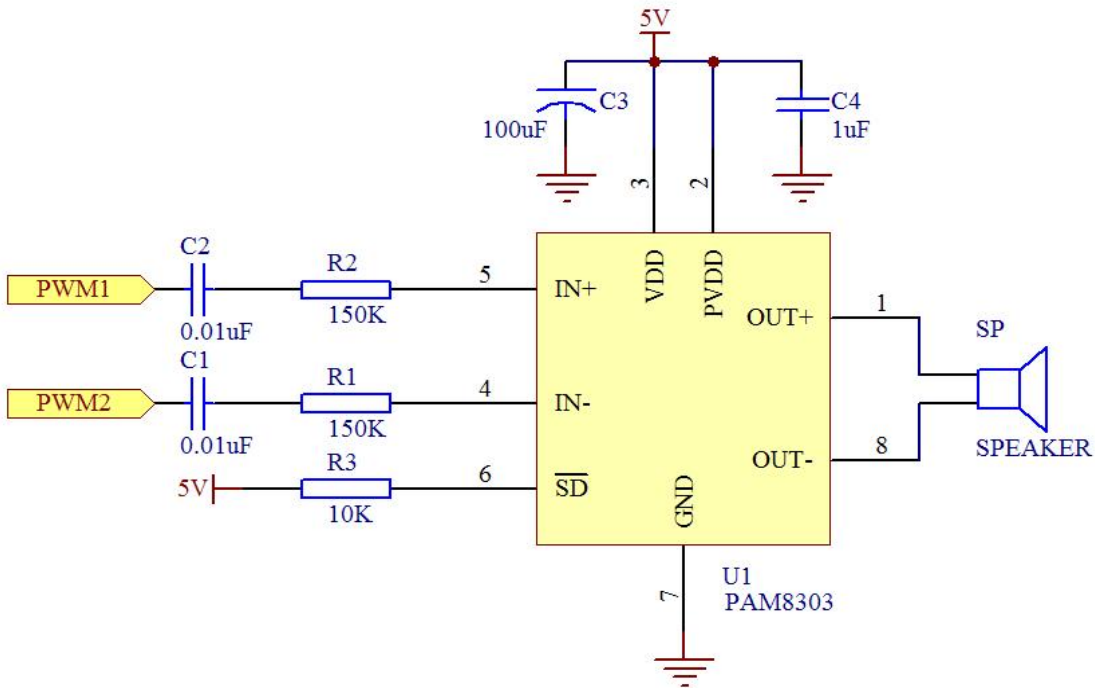 5V
C3
100uF
C4
1uF
3
2
C2
PWM1
0.01uF
R2
150K
5
IN+
VDD
PVDD
OUT+
1
SP
C1
PWM2
0.01uF
R1
150K
4
IN-
SPEAKER
OUT-
8
5V
R3
10K
6
SD
GND
7
U1
PAM8303